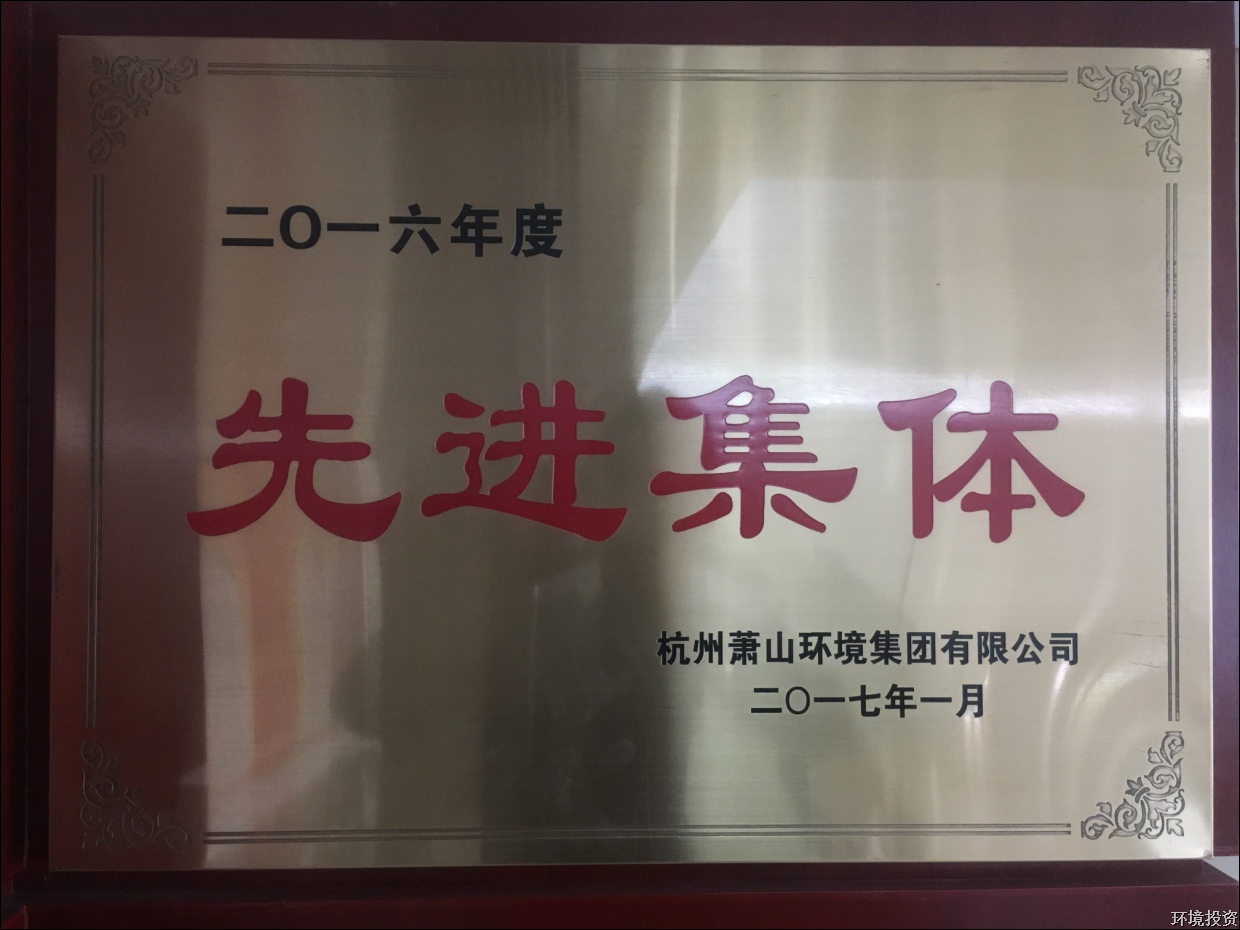 二〇一六年度
先进集体
杭州萧山环境集团有限公司
二〇一七年一月
环境投资